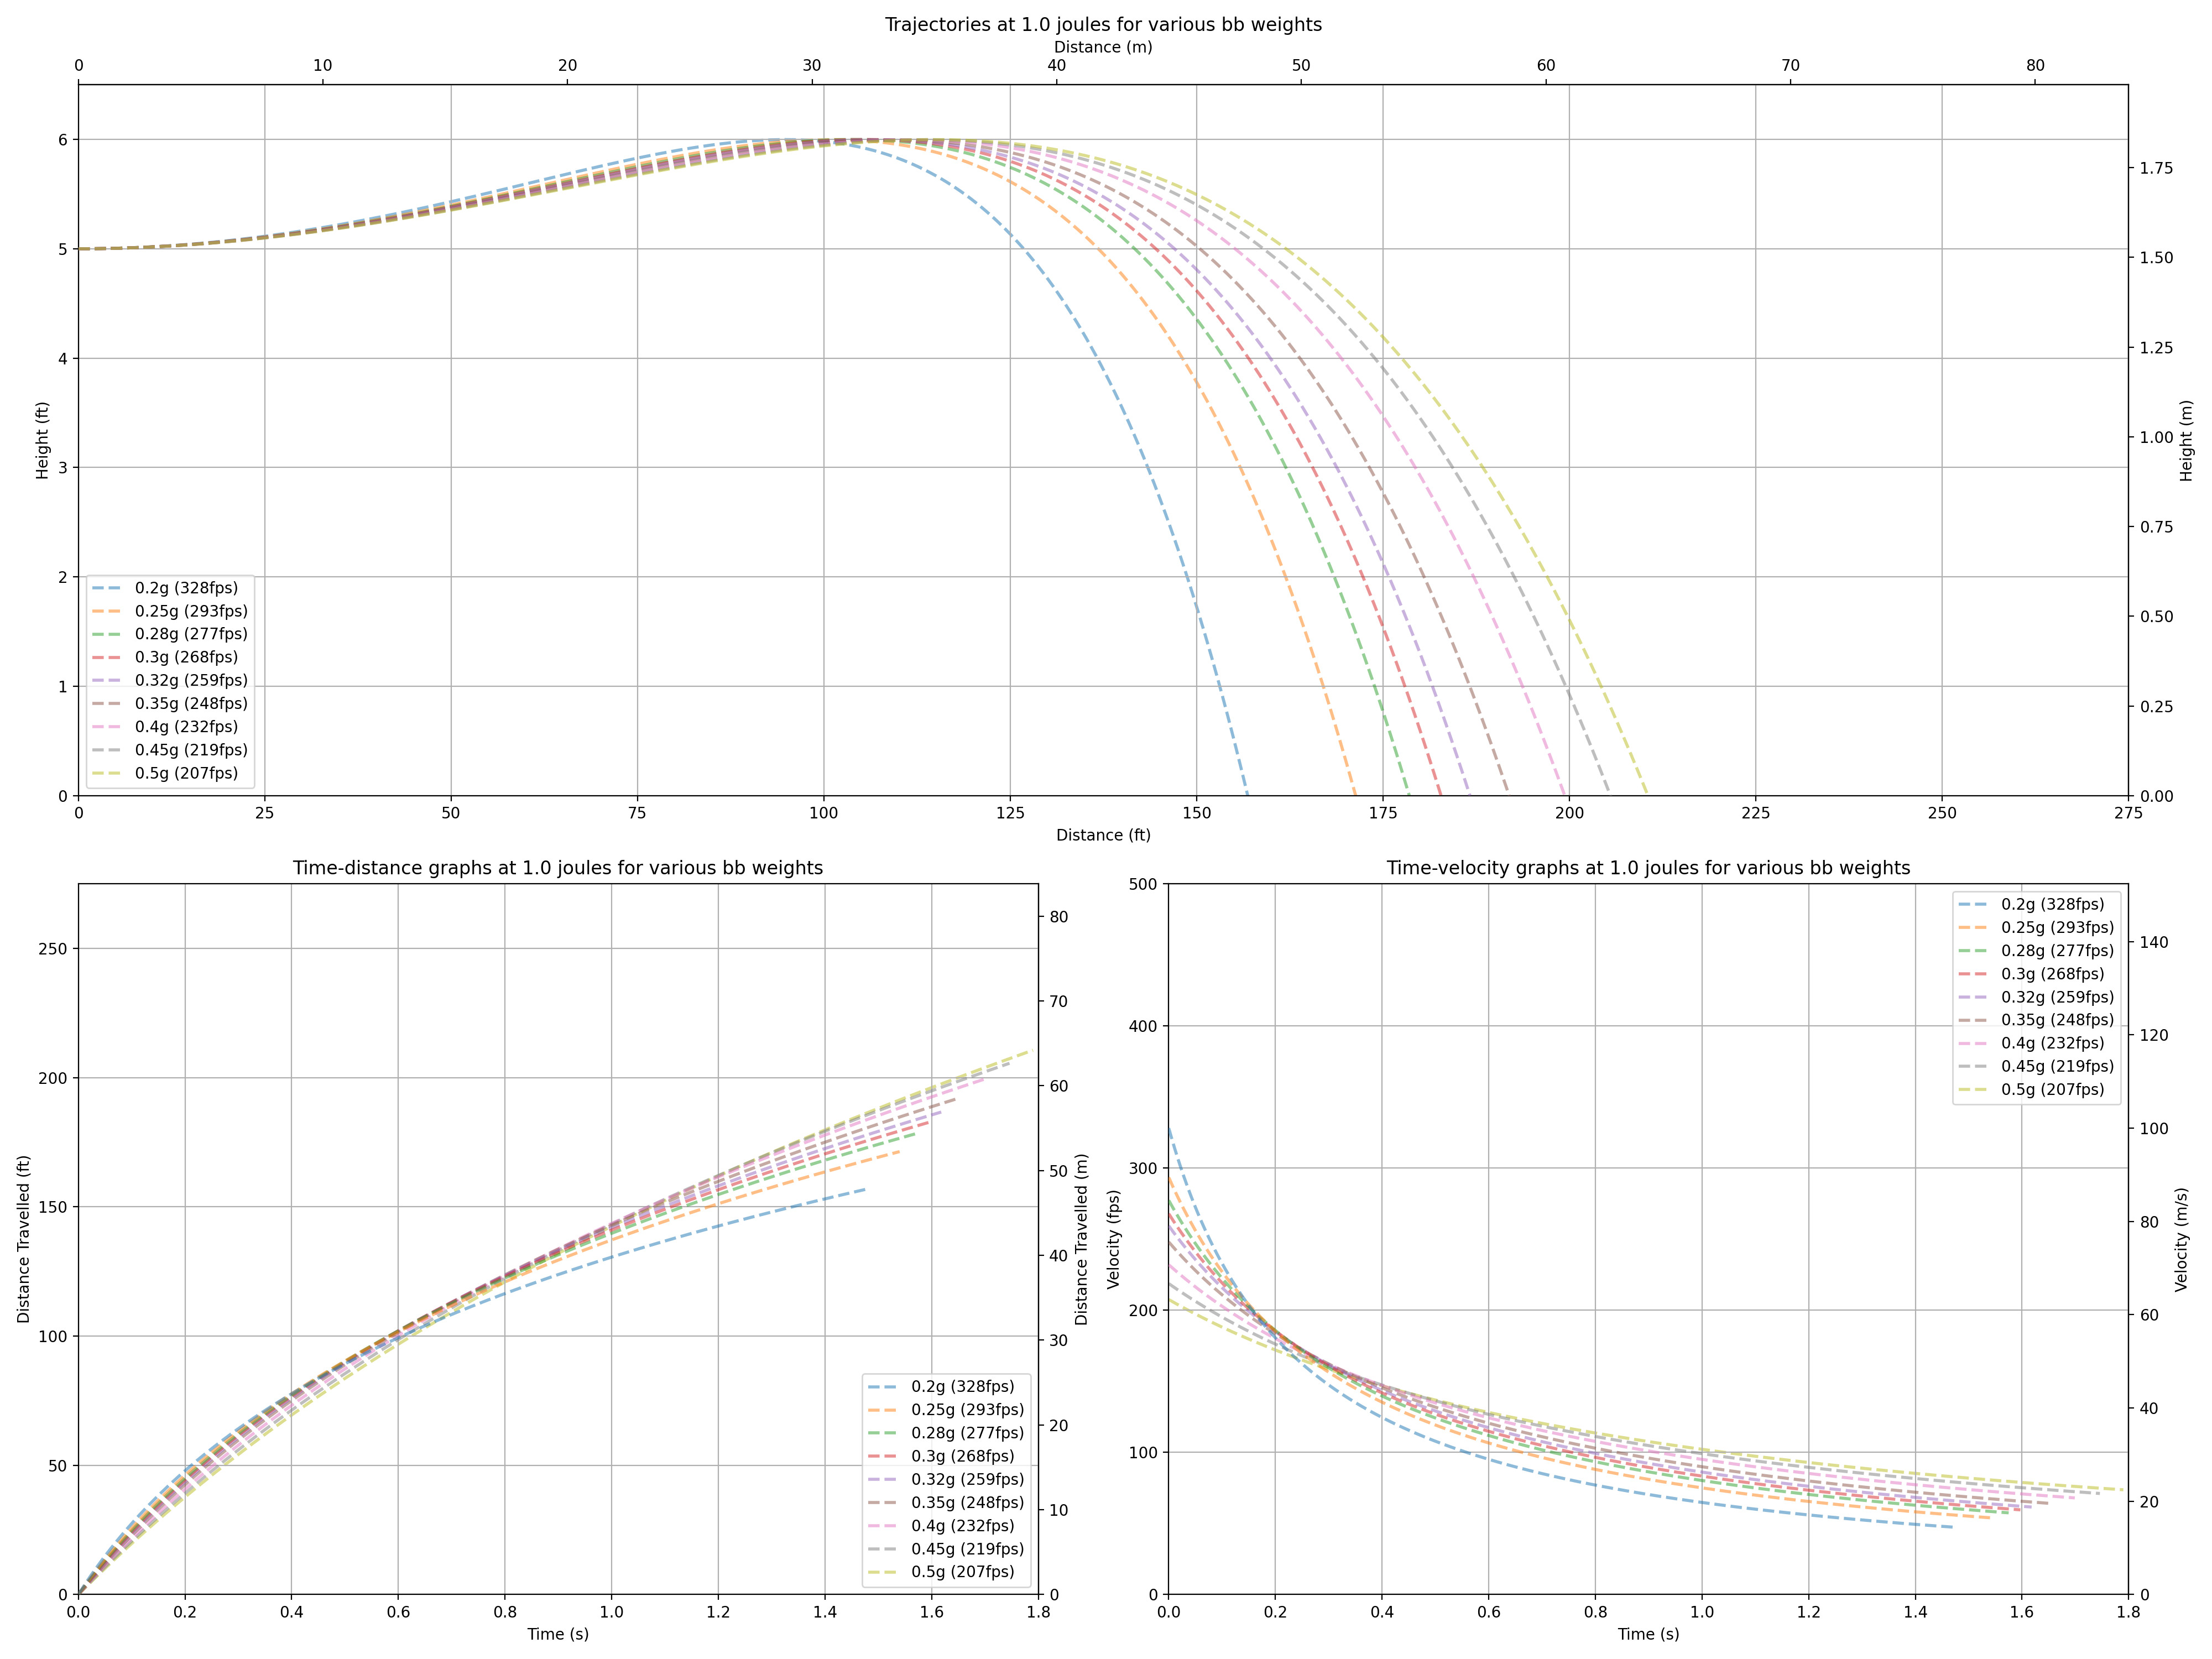 Trajectories at 1.0 joules for various bb weights
Distance (m)
0 10 20 30 40 50 60 70 80
6
5
4
3
2
1
0
Height (ft)
1.75
1.50
1.25
1.00
0.75
0.50
0.25
0.00
Height (m)
0.2g (328fps)
0.25g (293fps)
0.28g (277fps)
0.3g (268fps)
0.32g (259fps)
0.35g (248fps)
0.4g (232fps)
0.45g (219fps)
0.5g (207fps)
0 25 50 75 100 125 150 175 200 225 250 275
Distance (ft)
Time-distance graphs at 1.0 joules for various bb weights
250
200
150
100
50
0
Distance Travelled (ft)
80
70
60
50
40
30
20
10
0
Distance Travelled (m)
0.2g (328fps)
0.25g (293fps)
0.28g (277fps)
0.3g (268fps)
0.32g (259fps)
0.35g (248fps)
0.4g (232fps)
0.45g (219fps)
0.5g (207fps)
0.0 0.2 0.4 0.6 0.8 1.0 1.2 1.4 1.6 1.8
Time (s)
Time-velocity graphs at 1.0 joules for various bb weights
500
400
300
200
100
0
Velocity (fps)
0.2g (328fps)
0.25g (293fps)
0.28g (277fps)
0.3g (268fps)
0.32g (259fps)
0.35g (248fps)
0.4g (232fps)
0.45g (219fps)
0.5g (207fps)
140
120
100
80
60
40
20
0
Velocity (m/s)
0.0 0.2 0.4 0.6 0.8 1.0 1.2 1.4 1.6 1.8
Time (s)